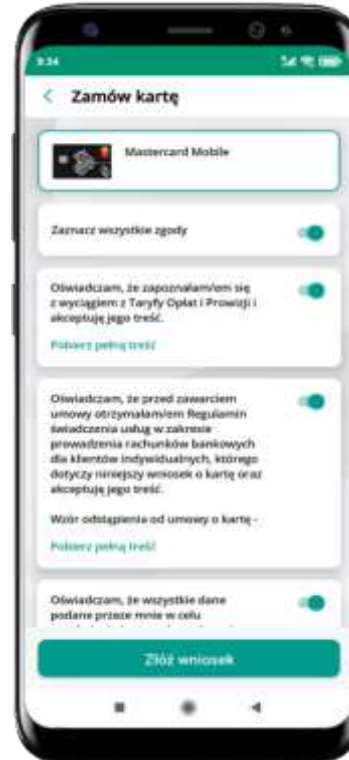 9:34
Zamów kartę
Mastercard Mobile
Zaznacz wszystkie zgody
Oświadczam, że zapoznałam/em się
z wyciągiem z Taryfy Opłat i Prowizji i
akceptuję jego treść.
Pobierz pełną treść
Oświadczam, że przed zawarciem
umowy otrzymałam/em Regulamin
świadczenia usług w zakresie
prowadzenia rachunków bankowych
dla klientów indywidualnych, którego
dotyczy niniejszy wniosek o kartę oraz
akceptuję jego treść.
Wzór odstąpienia od umowy o kartę -
Pobierz pełną treść
Oświadczam, że wszystkie dane
podane przeze mnie w celu
Złóż wniosek